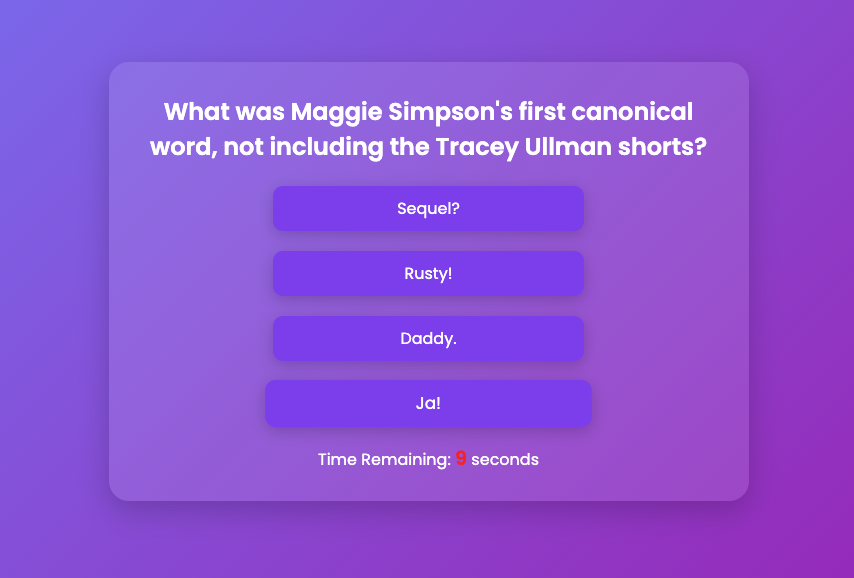 What was Maggie Simpson's first canonical
word, not including the Tracey Ullman shorts?
Sequel?
Rusty!
Daddy.
Ja!
Time Remaining: 9 seconds